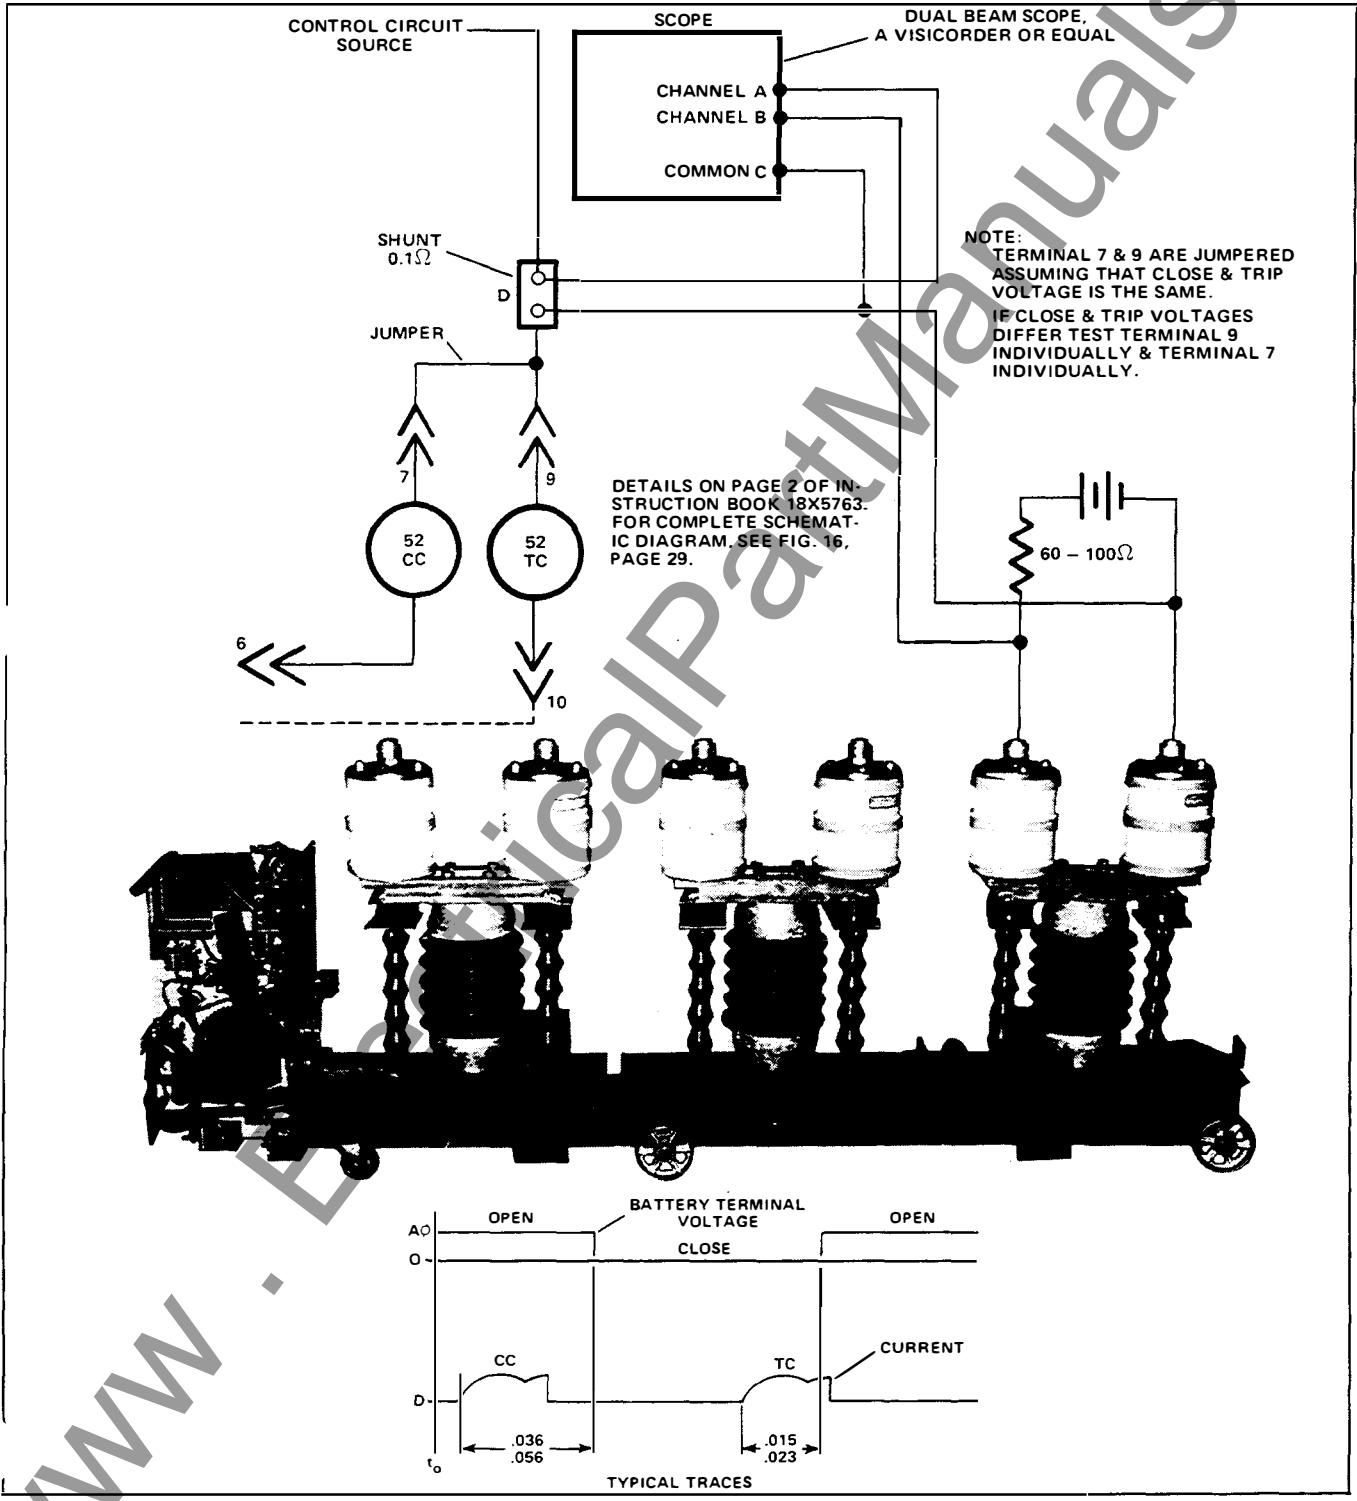 CONTROL CIRCUIT
SOURCE
SCOPE
DUAL BEAM SCOPE,
A VISICORDER OR EQUAL
CHANNEL A
CHANNEL B
COMMON C
SHUNT
0.1Ω
D
JUMPER
NOTE:
TERMINAL 7 & 9 ARE JUMPERED
ASSUMING THAT CLOSE & TRIP
VOLTAGE IS THE SAME.
IF CLOSE & TRIP VOLTAGES
DIFFER TEST TERMINAL 9
INDIVIDUALLY & TERMINAL 7
INDIVIDUALLY.
7
9
DETAILS ON PAGE 2 OF IN-
STRUCTION BOOK 18X5763.
FOR COMPLETE SCHEMAT-
IC DIAGRAM, SEE FIG. 16,
PAGE 29.
52
CC
52
TC
60 – 100Ω
6
10
BATTERY TERMINAL
VOLTAGE
OPEN
OPEN
AØ
CLOSE
O
CC
TC
CURRENT
D
.036
.056
.015
.023
to
TYPICAL TRACES
www . ElectricalPartManuals